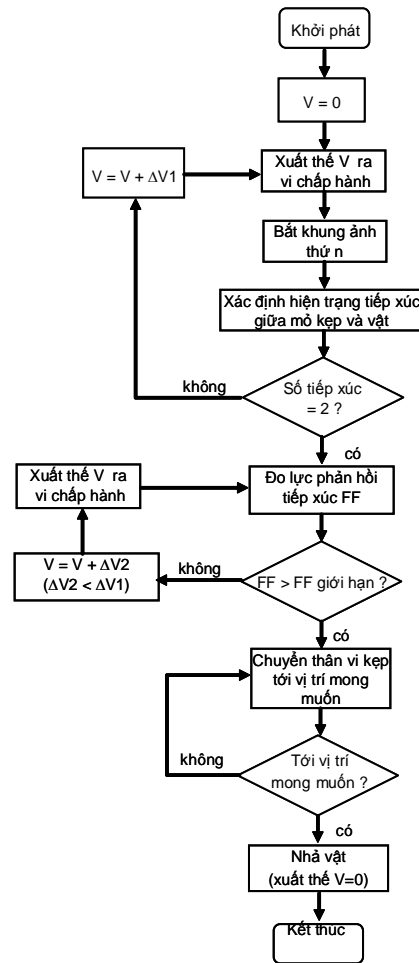 Khởi phát
V = 0
V = V + ΔV1
Xuất thế V ra
vi chấp hành
Bắt khung ảnh
thứ n
Xác định hiện trạng tiếp xúc
giữa mỏ kẹp và vật
không
Số tiếp xúc
= 2 ?
có
Xuất thế V ra
vi chấp hành
Đo lực phản hồi
tiếp xúc FF
V = V + ΔV2
(ΔV2 < ΔV1)
không
FF > FF giới hạn ?
có
Chuyển thân vi kẹp
tới vị trí mong
muốn
không
Tới vị trí
mong muốn ?
có
Nhả vật
(xuất thế V=0)
Kết thúc